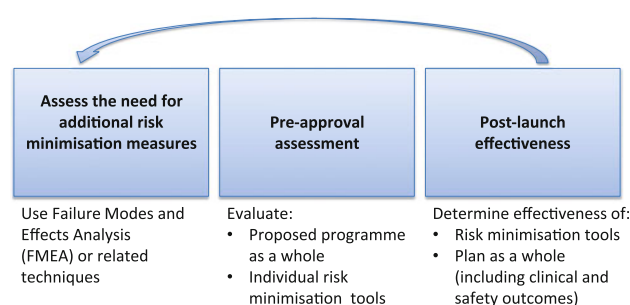 Assess the need for
additional risk
minimisation measures
Pre-approval
assessment
Post-launch
effectiveness
Use Failure Modes and
Effects Analysis
(FMEA) or related
techniques
Evaluate:
• Proposed programme
as a whole
• Individual risk
minimisation tools
Determine effectiveness of:
• Risk minimisation tools
• Plan as a whole
(including clinical and
safety outcomes)